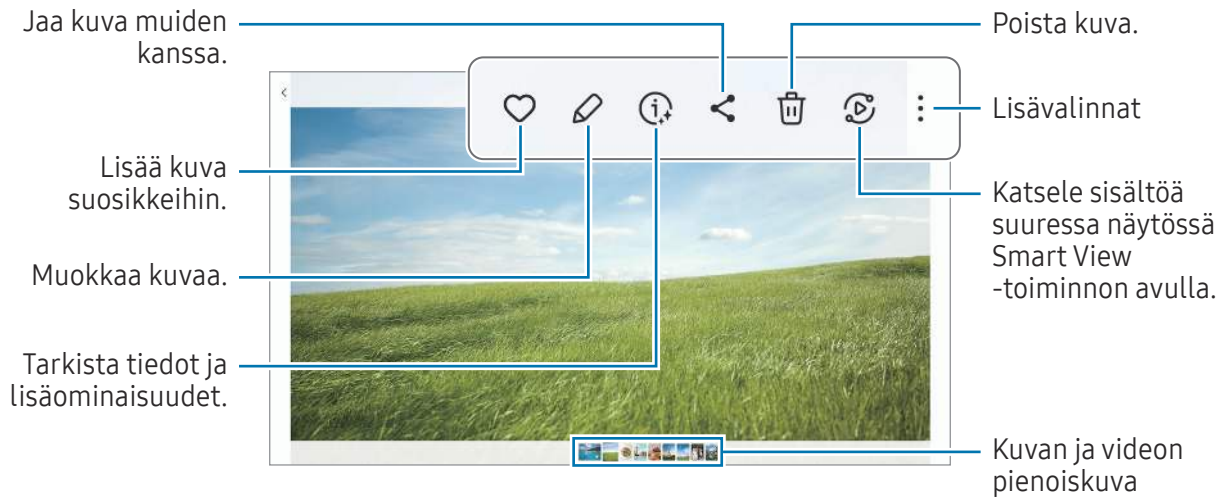 Jaa kuva muiden
kanssa.
Lisää kuva
suosikkeihin.
Muokkaa kuvaa.
Tarkista tiedot ja
lisäominaisuudet.
Poista kuva.
Lisävalinnat
Katsele sisältöä
suuressa näytössä
Smart View
-toiminnon avulla.
Kuvan ja videon
pienoiskuva